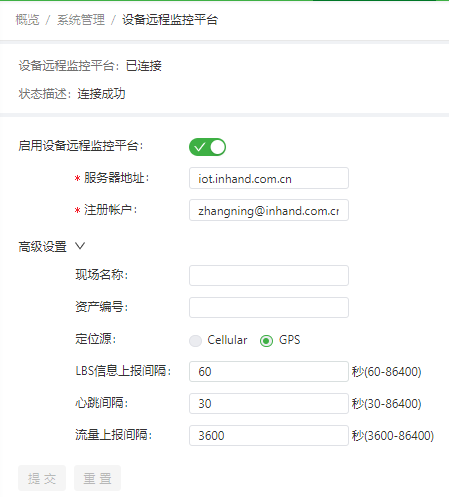 概览 / 系统管理 / 设备远程监控平台
设备远程监控平台：已连接
状态描述：连接成功
启用设备远程监控平台：
* 服务器地址： iot.inhand.com.cn
* 注册帐户： zhangning@inhand.com.cn
高级设置
现场名称：
资产编号：
定位源： Cellular GPS
LBS信息上报间隔： 60 秒(60-86400)
心跳间隔： 30 秒(30-86400)
流量上报间隔： 3600 秒(3600-86400)
提 交 重 置